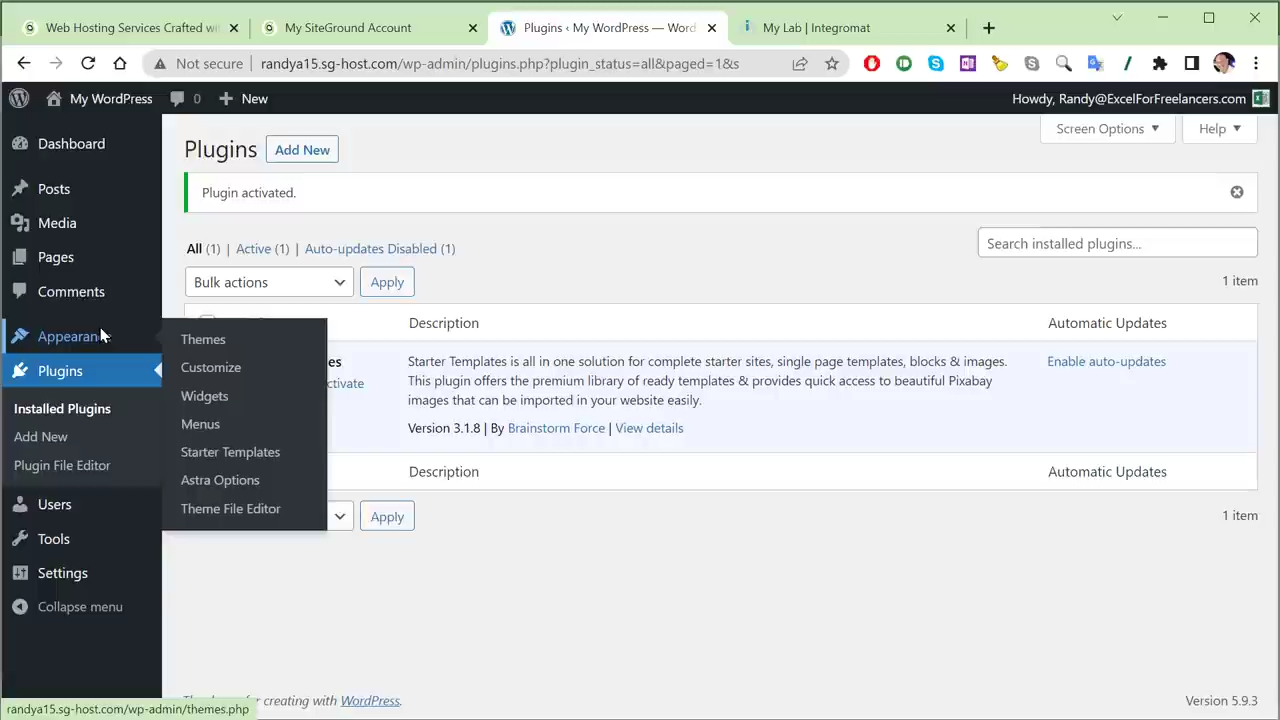 Web Hosting Services Crafted wi
My SiteGround Account
Plugins ‹ My WordPress — Word
My Lab | Integromat
Not secure
randya15.sg-host.com/wp-admin/plugins.php?plugin_status=all&paged=1&s
My WordPress
0
New
Howdy, Randy@ExcelForFreelancers.com
Dashboard
Posts
Media
Pages
Comments
Appearanc
Plugins
Installed Plugins
Add New
Plugin File Editor
Users
Tools
Settings
Collapse menu
Themes
Customize
Widgets
Menus
Starter Templates
Astra Options
Theme File Editor
Screen Options
Help
Plugins
Add New
Plugin activated.
All (1) | Active (1) | Auto-updates Disabled (1)
Search installed plugins...
Bulk actions
Apply
1 item
Description
Automatic Updates
es
ctivate
Starter Templates is all in one solution for complete starter sites, single page templates, blocks & images.
This plugin offers the premium library of ready templates & provides quick access to beautiful Pixabay
images that can be imported in your website easily.
Version 3.1.8 | By Brainstorm Force | View details
Enable auto-updates
Description
Automatic Updates
Apply
1 item
for creating with WordPress.
Version 5.9.3
randya15.sg-host.com/wp-admin/themes.php